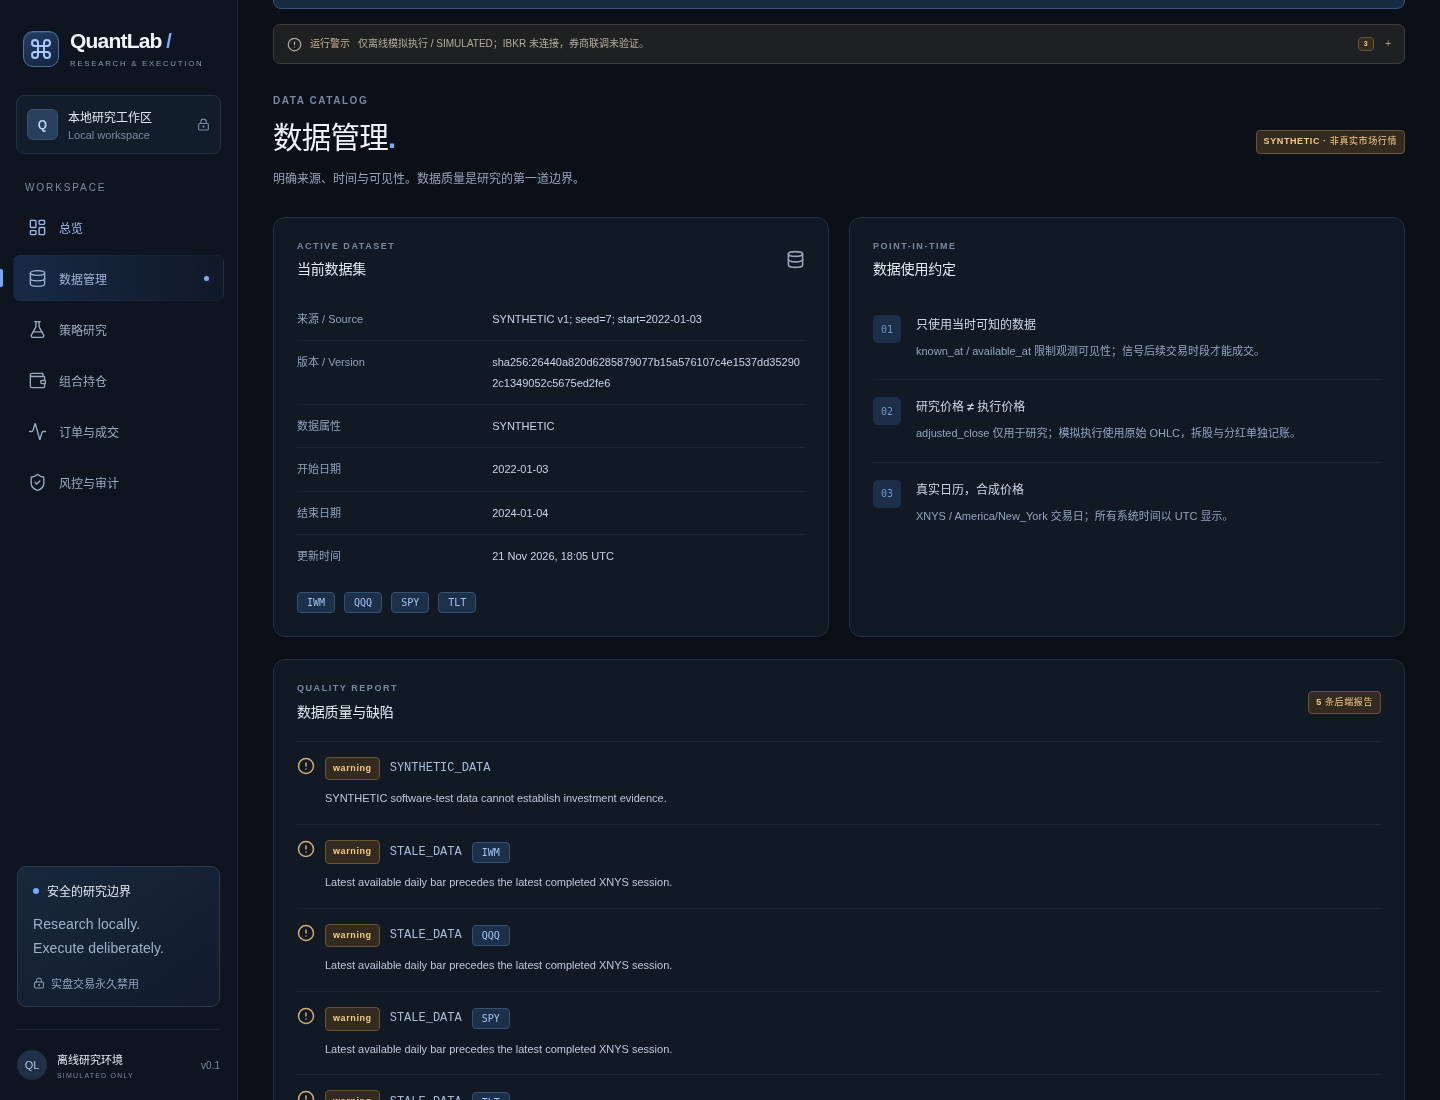 QuantLab /
RESEARCH & EXECUTION
Q
本地研究工作区
Local workspace
WORKSPACE
总览
数据管理
策略研究
组合持仓
订单与成交
风控与审计
安全的研究边界
Research locally.
Execute deliberately.
实盘交易永久禁用
QL
离线研究环境
SIMULATED ONLY
v0.1
运行警示 仅离线模拟执行 / SIMULATED；IBKR 未连接，券商联调未验证。
3 +
DATA CATALOG
数据管理.
SYNTHETIC · 非真实市场行情
明确来源、时间与可见性。数据质量是研究的第一道边界。
ACTIVE DATASET
当前数据集
来源 / Source SYNTHETIC v1; seed=7; start=2022-01-03
版本 / Version sha256:26440a820d6285879077b15a576107c4e1537dd35290
2c1349052c5675ed2fe6
数据属性 SYNTHETIC
开始日期 2022-01-03
结束日期 2024-01-04
更新时间 21 Nov 2026, 18:05 UTC
IWM QQQ SPY TLT
POINT-IN-TIME
数据使用约定
01 只使用当时可知的数据
known_at / available_at 限制观测可见性；信号后续交易时段才能成交。
02 研究价格 ≠ 执行价格
adjusted_close 仅用于研究；模拟执行使用原始 OHLC，拆股与分红单独记账。
03 真实日历，合成价格
XNYS / America/New_York 交易日；所有系统时间以 UTC 显示。
QUALITY REPORT
数据质量与缺陷
5 条后端报告
warning SYNTHETIC_DATA
SYNTHETIC software-test data cannot establish investment evidence.
warning STALE_DATA IWM
Latest available daily bar precedes the latest completed XNYS session.
warning STALE_DATA QQQ
Latest available daily bar precedes the latest completed XNYS session.
warning STALE_DATA SPY
Latest available daily bar precedes the latest completed XNYS session.
warning STALE_DATA TLT